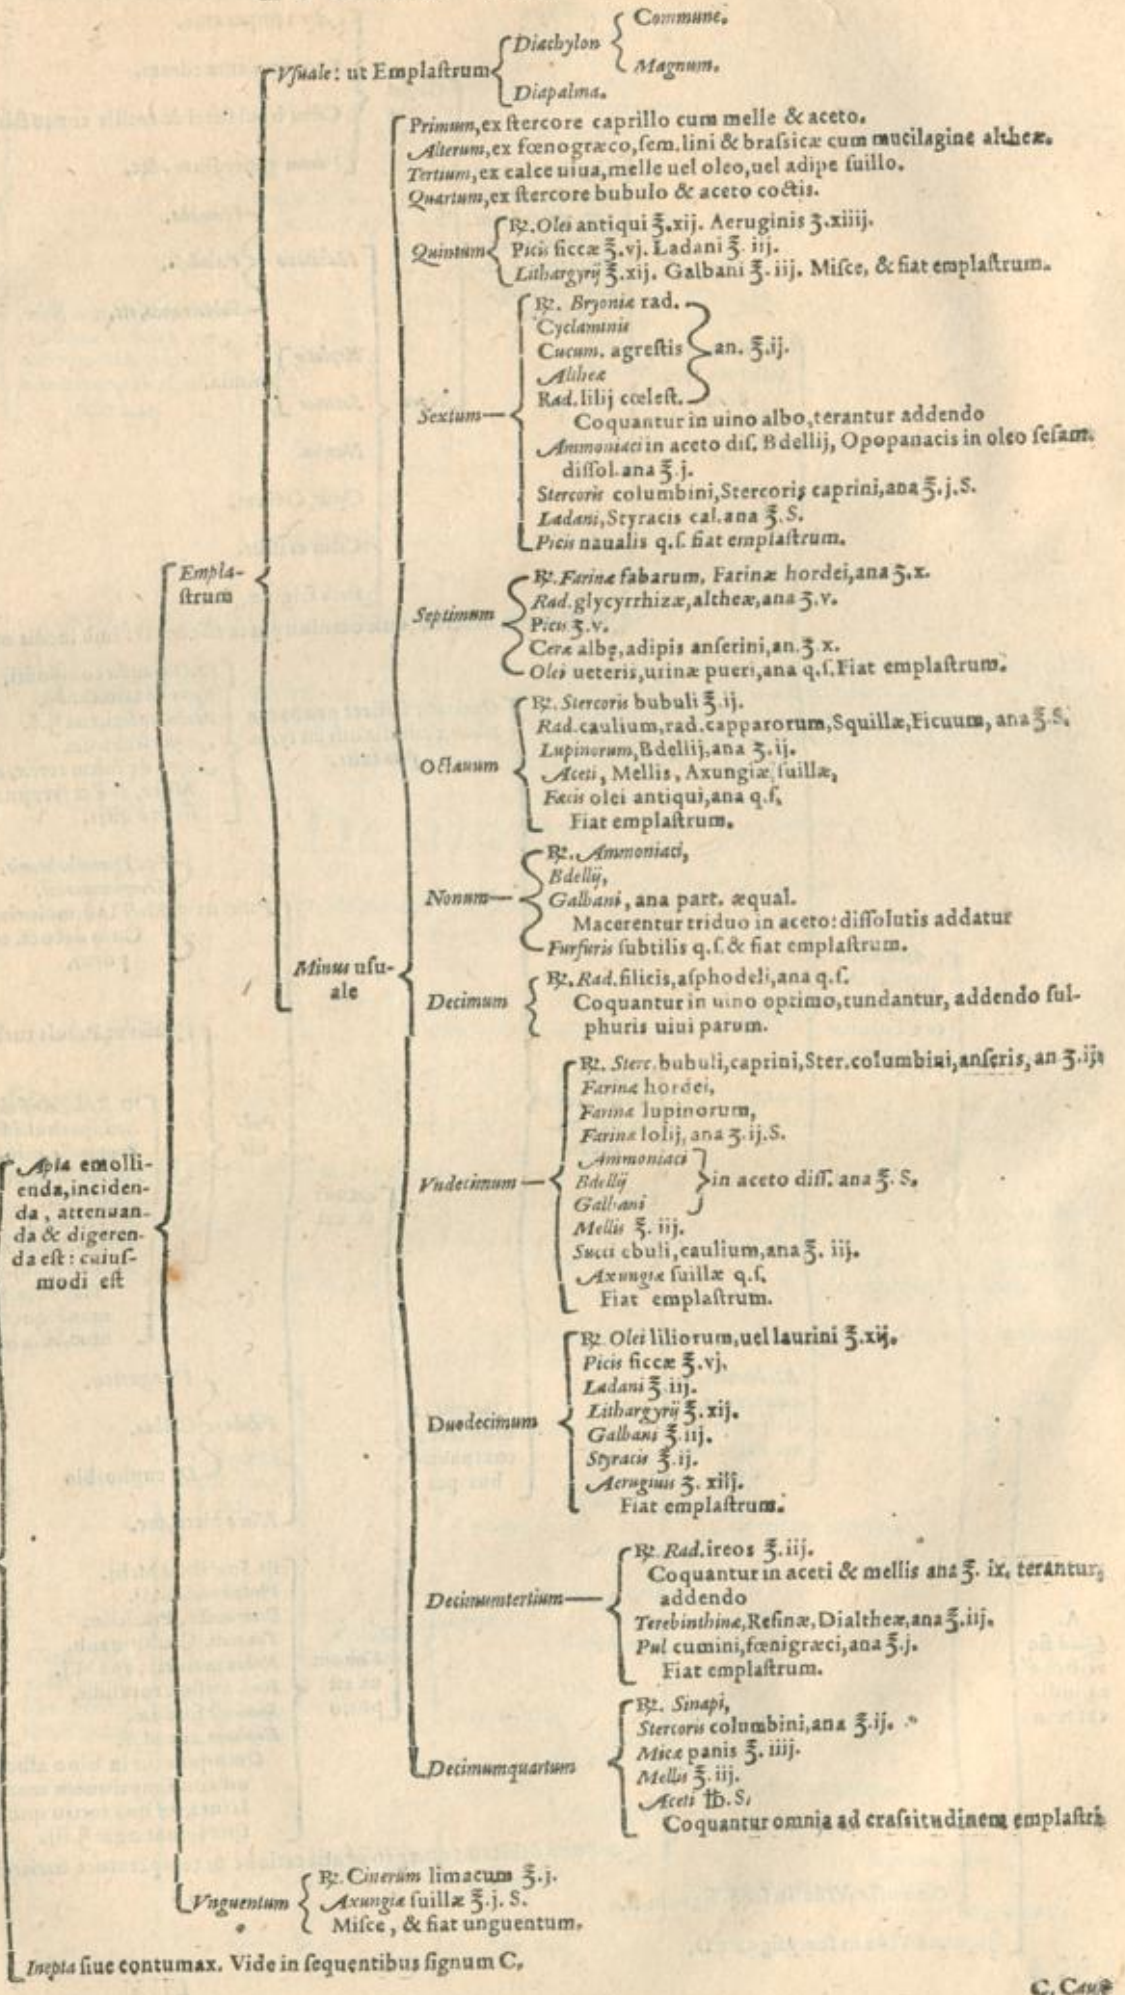 Commune.
Diachylon
Magnum.
Vſuale: ut Emplaſtrum
Diapalma.
Primum, ex ſtercore caprillo cum melle & aceto.
Alterum, ex fœnogræco, ſem. lini & braſsicæ cum mucilagine altheæ.
Tertium, ex calce uiua, melle uel oleo, uel adipe ſuillo.
Quartum, ex ſtercore bubulo & aceto coctis.
Quintum
℞. Olei antiqui ℥.xij. Aeruginis ʒ.xiiij.
Picis ſiccæ ℥.vj. Ladani ℥. iij.
Lithargyrij ℥.xij. Galbani ℥. iij. Miſce, & fiat emplaſtrum.
Sextum
℞. Bryoniæ rad.
Cyclaminis
Cucum. agreſtis
Altheæ
Rad. lilij cœleſt.
an. ℥.ij.
Coquantur in uino albo, terantur addendo
Ammoniaci in aceto diſ. Bdellij, Opopanacis in oleo ſeſam.
diſſol. ana ℥.j.
Stercoris columbini, Stercoris caprini, ana ℥.j.S.
Ladani, Styracis cal. ana ℥.S.
Picis naualis q.ſ. fiat emplaſtrum.
Empla-
ſtrum
Septimum
℞. Farinæ fabarum, Farinæ hordei, ana ʒ.x.
Rad. glycyrrhizæ, altheæ, ana ʒ.v.
Picis ʒ.v.
Ceræ albę, adipis anſerini, an. ʒ x.
Olei ueteris, urinæ pueri, ana q.ſ. Fiat emplaſtrum.
Octauum
℞. Stercoris bubuli ℥.ij.
Rad. caulium, rad. capparorum, Squillæ, Ficuum, ana ℥.S.
Lupinorum, Bdellij, ana ʒ.ij.
Aceti, Mellis, Axungiæ ſuillæ,
Fæcis olei antiqui, ana q.ſ.
Fiat emplaſtrum.
Nonum
℞. Ammoniaci,
Bdellij,
Galbani, ana part. æqual.
Macerentur triduo in aceto: diſſolutis addatur
Furfuris ſubtilis q.ſ. & fiat emplaſtrum.
Minus uſu-
ale
Decimum
℞. Rad. filicis, aſphodeli, ana q.ſ.
Coquantur in uino optimo, tundantur, addendo ſul-
phuris uiui parum.
Vndecimum
℞. Sterc. bubuli, caprini, Ster. columbini, anſeris, an ʒ.ij.
Farinæ hordei,
Farinæ lupinorum,
Farinæ lolij, ana ʒ.ij.S.
Ammoniaci
Bdellij
Galbani
in aceto diſſ. ana ℥. S.
Mellis ℥. iij.
Succi ebuli, caulium, ana ℥. iij.
Axungiæ ſuillæ q.ſ.
Fiat emplaſtrum.
Apta emolli-
enda, inciden-
da, attenuan-
da & digeren-
da eſt: cuiuſ-
modi eſt
Duodecimum
℞ Olei liliorum, uel laurini ℥.xij.
Picis ſiccæ ℥.vj.
Ladani ℥ iij.
Lithargyrij ℥. xij.
Galbani ℥.iij.
Styracis ℥.ij.
Aeruginis ʒ. xiij.
Fiat emplaſtrum.
Decimumtertium
℞ Rad. ireos ℥.iij.
Coquantur in aceti & mellis ana ℥. ix. terantur,
addendo
Terebinthinæ, Reſinæ, Dialtheæ, ana ℥.iij.
Pul cumini, fœnigræci, ana ℥.j.
Fiat emplaſtrum.
Decimumquartum
℞. Sinapi,
Stercoris columbini, ana ℥.ij.
Micæ panis ℥. iiij.
Mellis ℥. iij.
Aceti ℔.S.
Coquantur omnia ad craſsitudinem emplaſtri
Vnguentum
℞. Cinerum limacum ℥.j.
Axungiæ ſuillæ ℥.j. S.
Miſce, & fiat unguentum.
Inepta ſiue contumax. Vide in ſequentibus ſignum C.
C. Cauſæ